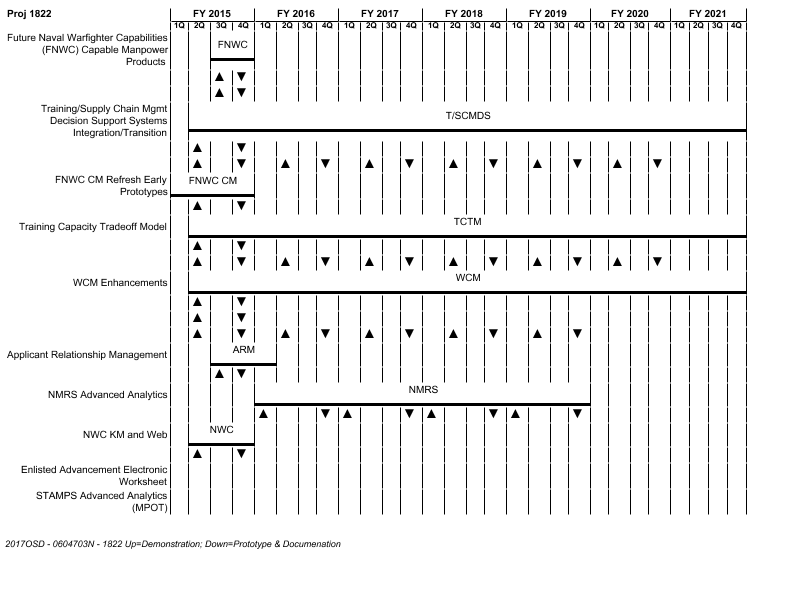 Proj 1822
FY 2015 FY 2016 FY 2017 FY 2018 FY 2019 FY 2020 FY 2021
1Q 2Q 3Q 4Q 1Q 2Q 3Q 4Q 1Q 2Q 3Q 4Q 1Q 2Q 3Q 4Q 1Q 2Q 3Q 4Q 1Q 2Q 3Q 4Q 1Q 2Q 3Q 4Q
Future Naval Warfighter Capabilities
(FNWC) Capable Manpower
Products
FNWC
Training/Supply Chain Mgmt
Decision Support Systems
Integration/Transition
T/SCMDS
FNWC CM Refresh Early
Prototypes
FNWC CM
Training Capacity Tradeoff Model
TCTM
WCM Enhancements
WCM
Applicant Relationship Management
ARM
NMRS Advanced Analytics
NMRS
NWC KM and Web
NWC
Enlisted Advancement Electronic
Worksheet
STAMPS Advanced Analytics
(MPOT)
2017OSD - 0604703N - 1822 Up=Demonstration; Down=Prototype & Documenation